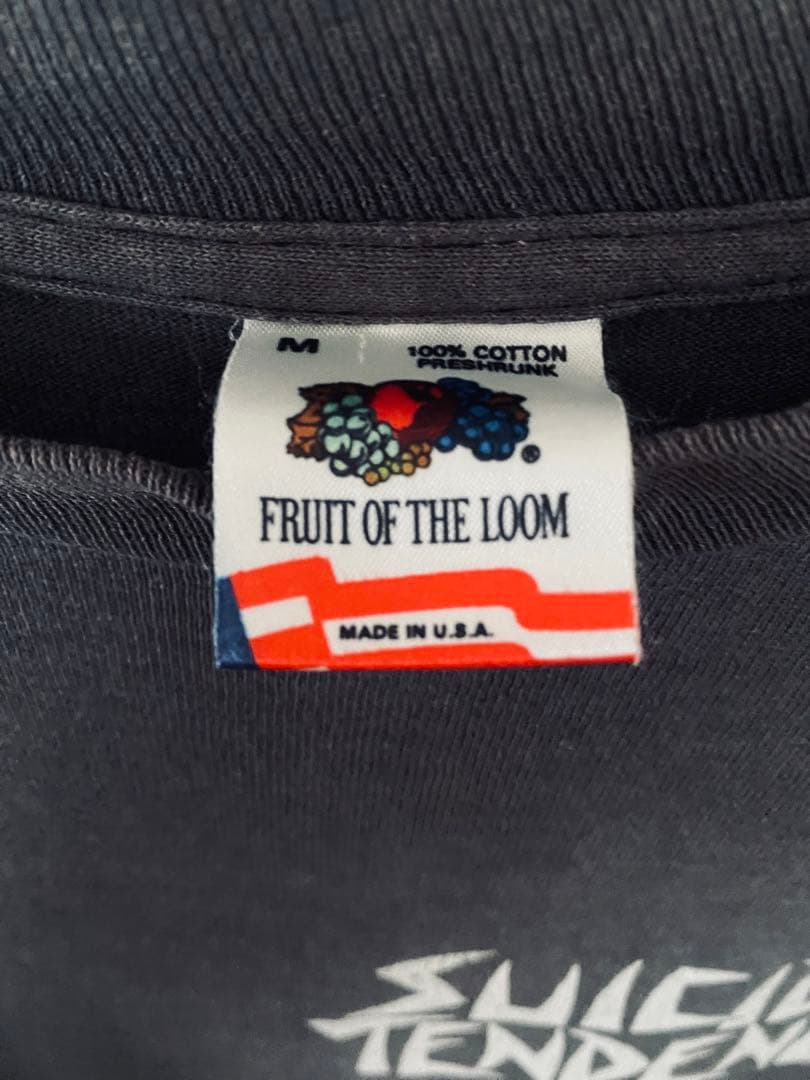 M
100% COTTON
PRESHRUNK
®
FRUIT OF THE LOOM
MADE IN U.S.A.